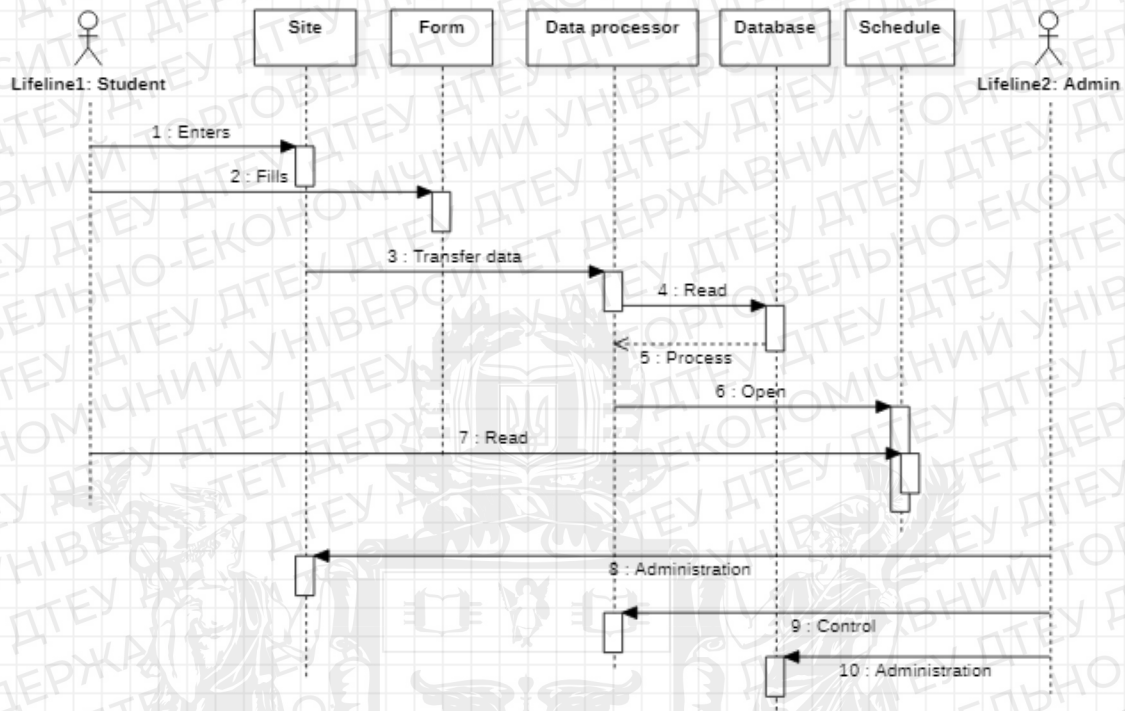 Site
Form
Data processor
Database
Schedule
Lifeline1: Student
Lifeline2: Admin
1 : Enters
2 : Fills
3 : Transfer data
4 : Read
5 : Process
6 : Open
7 : Read
8 : Administration
9 : Control
10 : Administration